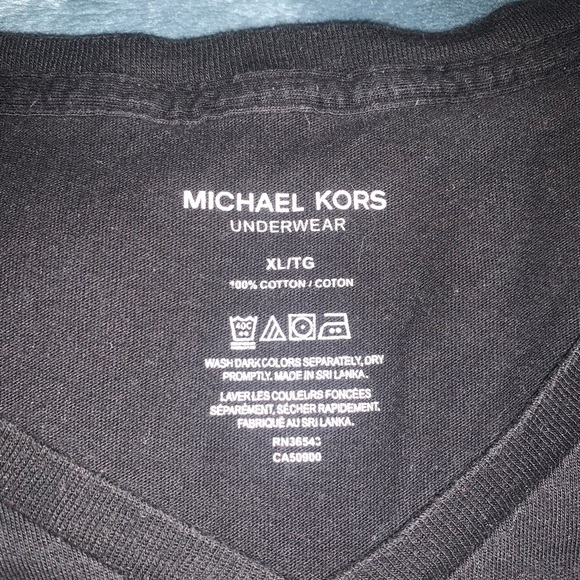 MICHAEL KORS
UNDERWEAR
XL/TG
100% COTTON / COTON
40C
WASH DARK COLORS SEPARATELY, DRY
PROMPTLY. MADE IN SRI LANKA.
LAVER LES COULEURS FONCÉES
SÉPARÉMENT, SÉCHER RAPIDEMENT.
FABRIQUÉ AU SRI LANKA.
RN36543
CA50900